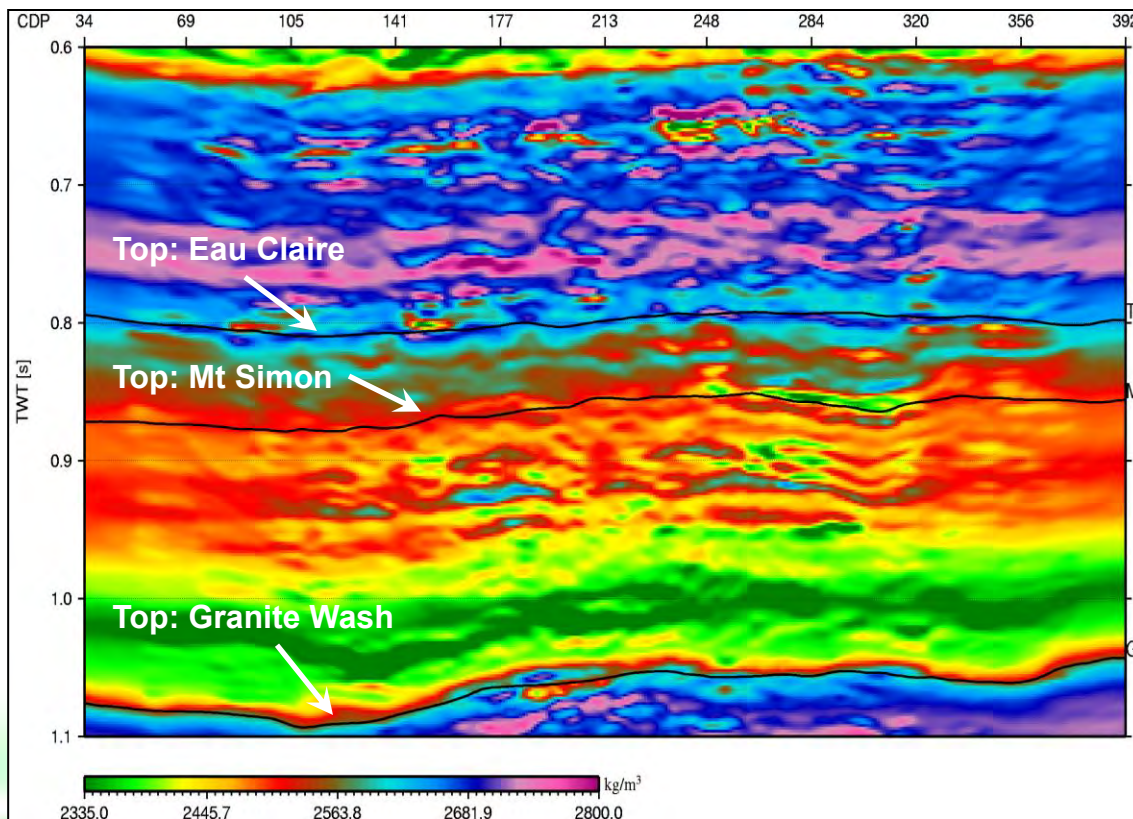 CDP 34 69 105 141 177 213 248 284 320 356 392
0.6
0.7
Top: Eau Claire
0.8
T
TWT [s]
Top: Mt Simon
M
0.9
1.0
Top: Granite Wash
G
1.1
kg/m³
2335.0 2445.7 2563.8 2681.9 2800.0